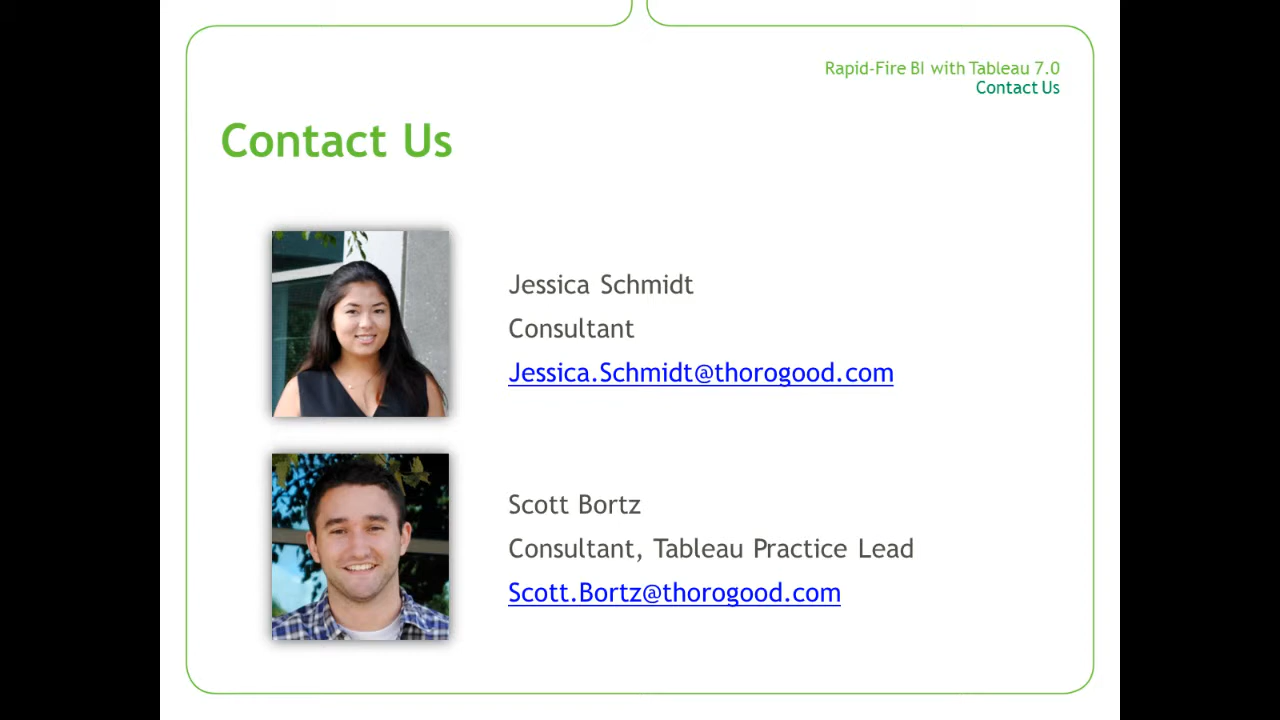 Rapid-Fire BI with Tableau 7.0
Contact Us
Contact Us
Jessica Schmidt
Consultant
Jessica.Schmidt@thorogood.com
Scott Bortz
Consultant, Tableau Practice Lead
Scott.Bortz@thorogood.com